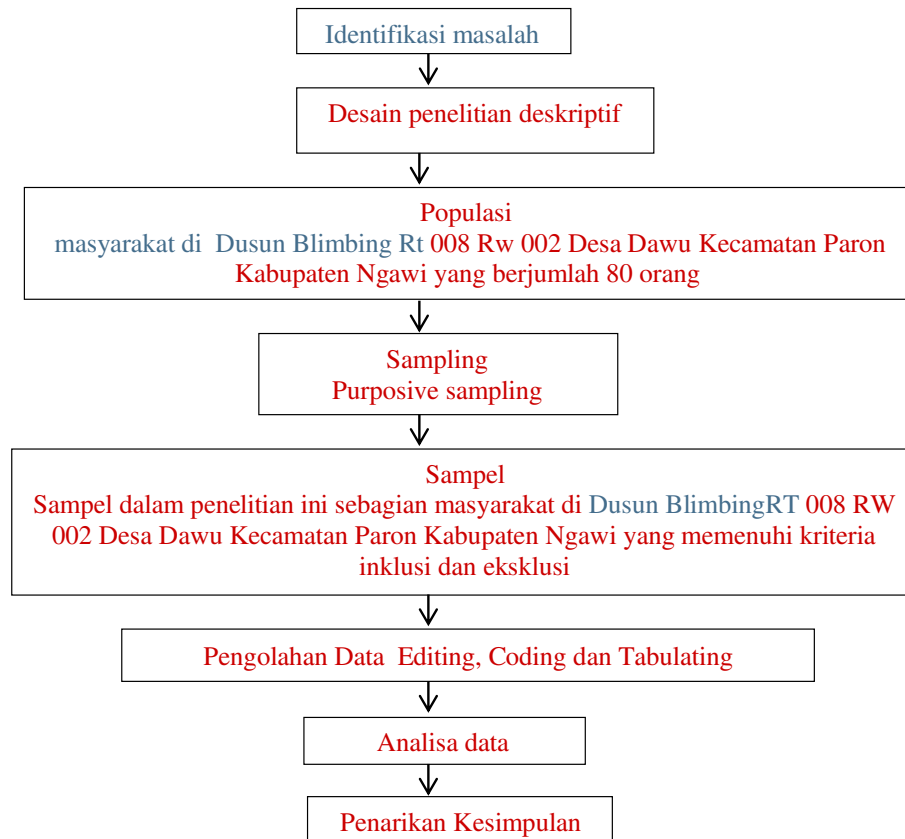 Identifikasi masalah
Desain penelitian deskriptif
Populasi
masyarakat di Dusun Blimbing Rt 008 Rw 002 Desa Dawu Kecamatan Paron
Kabupaten Ngawi yang berjumlah 80 orang
Sampling
Purposive sampling
Sampel
Sampel dalam penelitian ini sebagian masyarakat di Dusun BlimbingRT 008 RW
002 Desa Dawu Kecamatan Paron Kabupaten Ngawi yang memenuhi kriteria
inklusi dan eksklusi
Pengolahan Data Editing, Coding dan Tabulating
Analisa data
Penarikan Kesimpulan